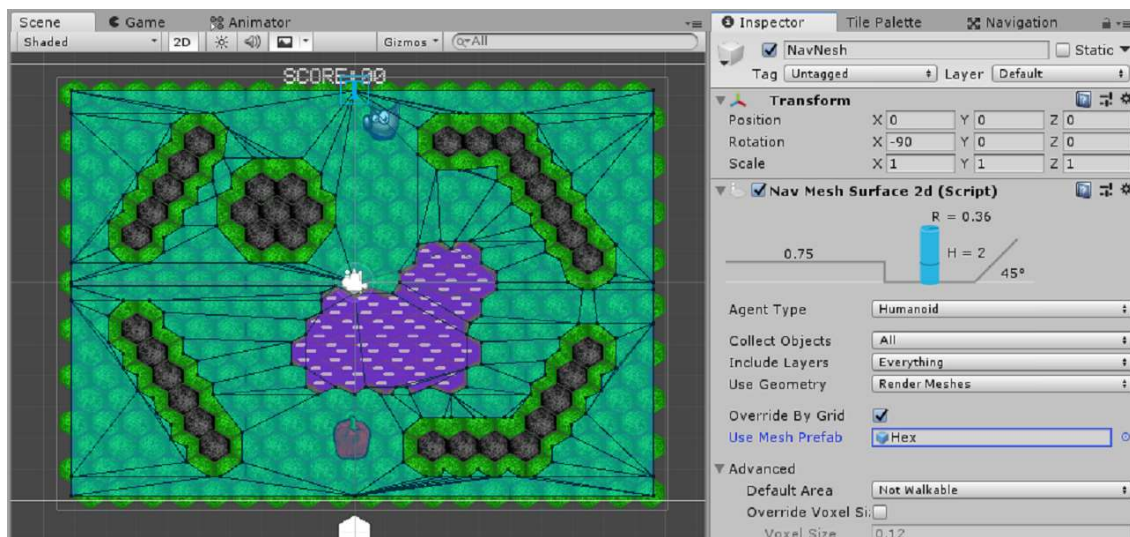 Scene Game Animator
Shaded 2D Gizmos All
SCORE:00
Inspector Tile Palette Navigation
NavNesh Static
Tag Untagged Layer Default
Transform
Position X 0 Y 0 Z 0
Rotation X -90 Y 0 Z 0
Scale X 1 Y 1 Z 1
Nav Mesh Surface 2d (Script)
R = 0.36
0.75 H = 2
45°
Agent Type Humanoid
Collect Objects All
Include Layers Everything
Use Geometry Render Meshes
Override By Grid
Use Mesh Prefab Hex
Advanced
Default Area Not Walkable
Override Voxel Si
Voxel Size 0.12